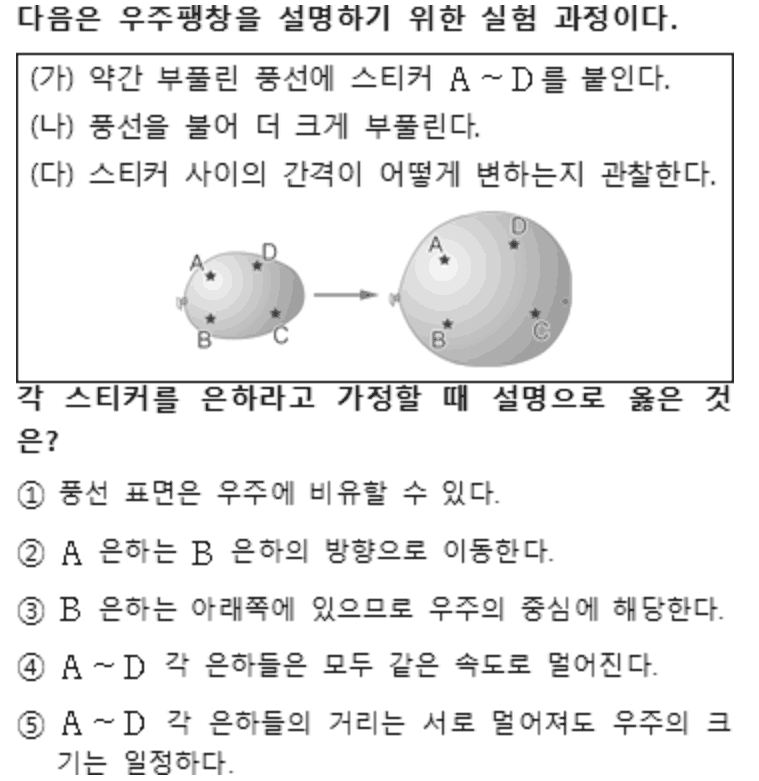 다음은 우주팽창을 설명하기 위한 실험 과정이다.
(가) 약간 부풀린 풍선에 스티커 A ~ D를 붙인다.
(나) 풍선을 불어 더 크게 부풀린다.
(다) 스티커 사이의 간격이 어떻게 변하는지 관찰한다.
A D
B C
A D
B C
각 스티커를 은하라고 가정할 때 설명으로 옳은 것
은?
① 풍선 표면은 우주에 비유할 수 있다.
② A 은하는 B 은하의 방향으로 이동한다.
③ B 은하는 아래쪽에 있으므로 우주의 중심에 해당한다.
④ A ~ D 각 은하들은 모두 같은 속도로 멀어진다.
⑤ A ~ D 각 은하들의 거리는 서로 멀어져도 우주의 크
기는 일정하다.